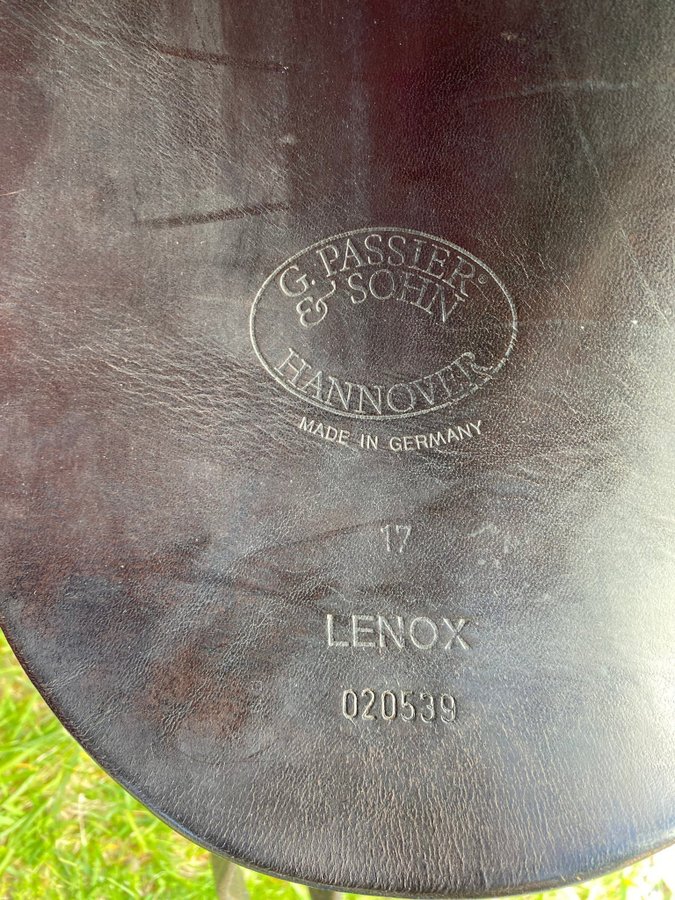 G. PASSIER®
& SOHN
HANNOVER
MADE IN GERMANY
17
LENOX
020539